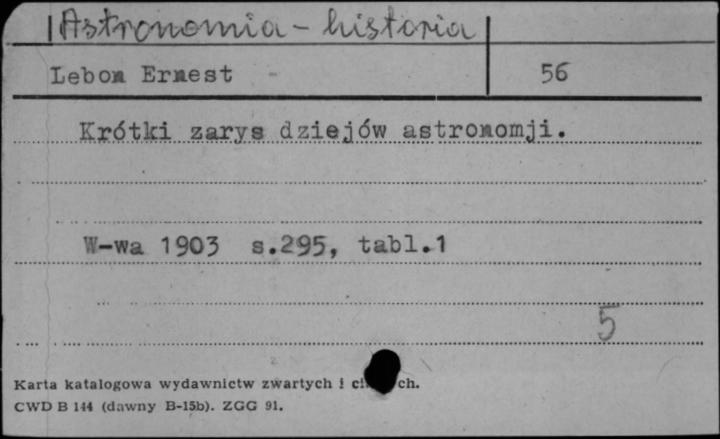 Astronomia - historia
Lebon Ernest 56
Krótki zarys dziejów astronomji.
W-wa 1903 s.295, tabl.1
5
Karta katalogowa wydawnictw zwartych i
CWD B 144 (dawny B-15b). ZGG 91.